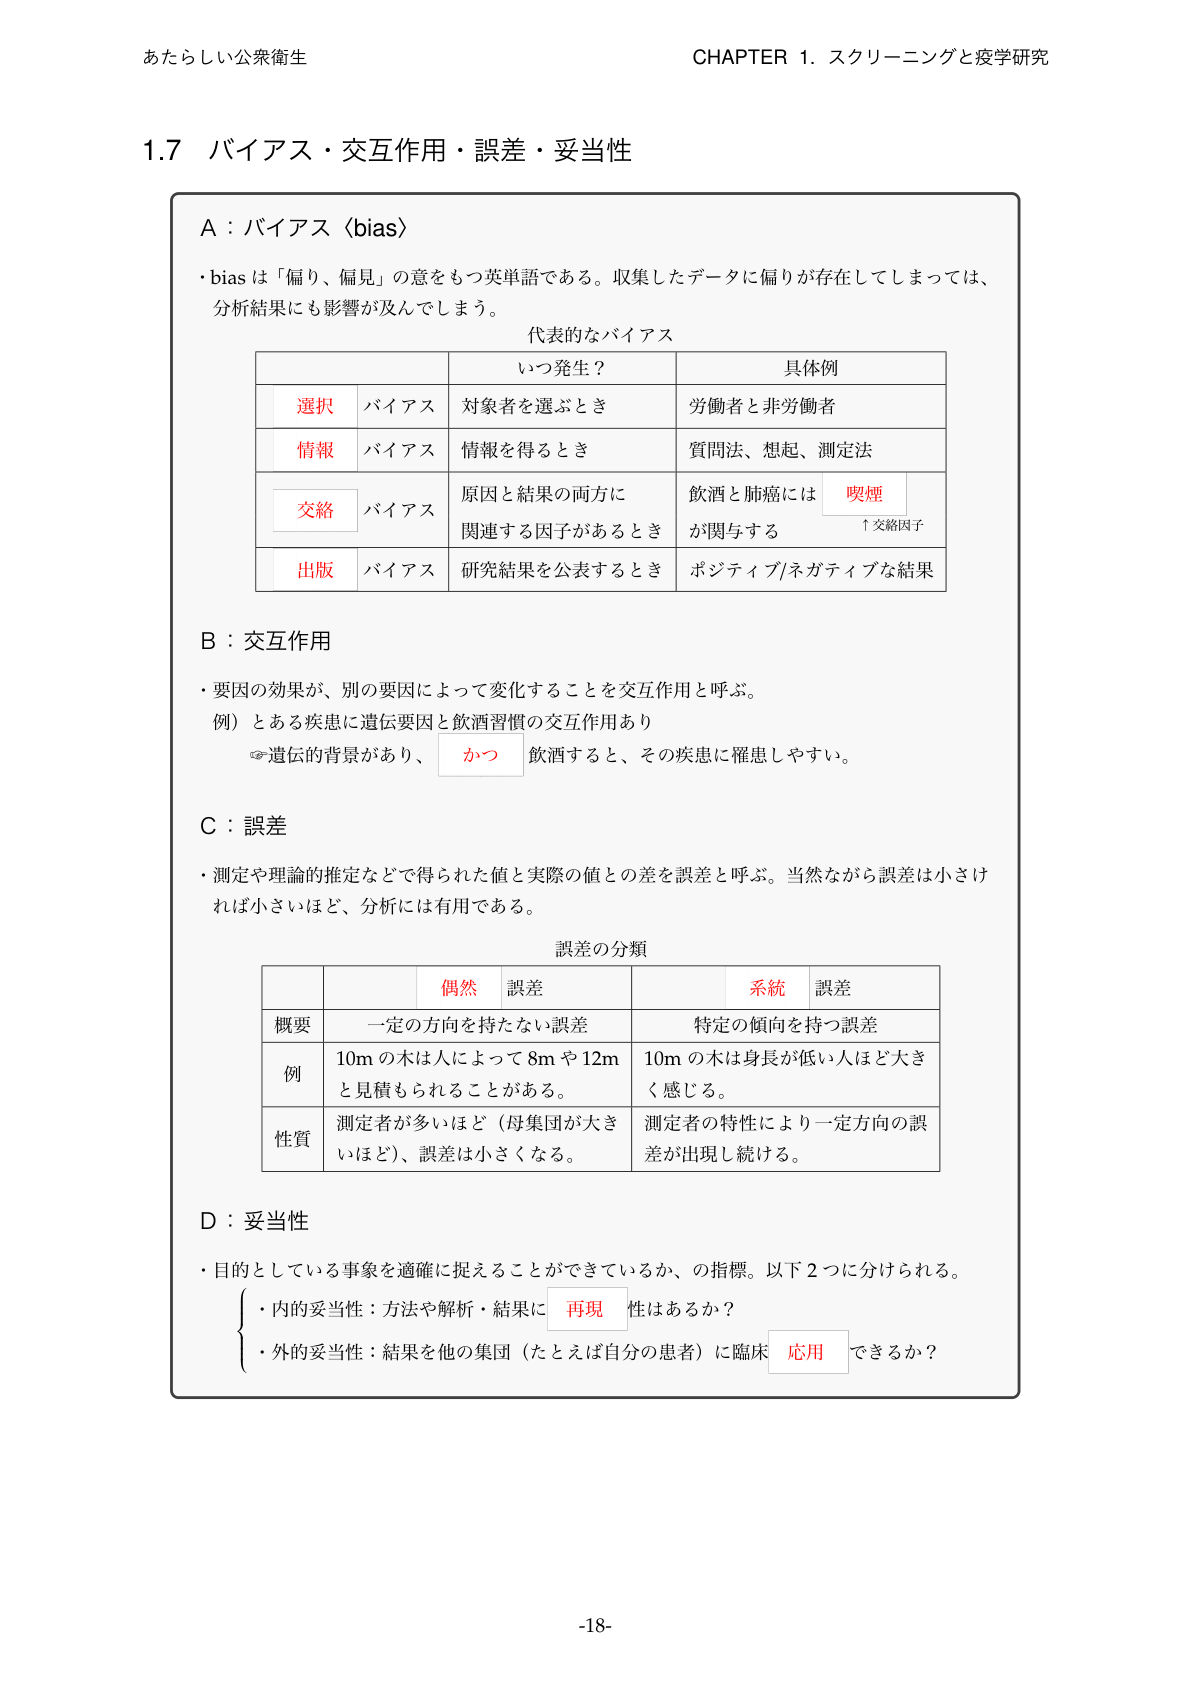 あたらしい公衆衛生 CHAPTER 1. スクリーニングと疫学研究
1.7 バイアス・交互作用・誤差・妥当性
A：バイアス〈bias〉
・bias は「偏り、偏見」の意をもつ英単語である。収集したデータに偏りが存在してしまっては、
分析結果にも影響が及んでしまう。
代表的なバイアス
いつ発生？ 具体例
選択 バイアス 対象者を選ぶとき 労働者と非労働者
情報 バイアス 情報を得るとき 質問法、想起、測定法
交絡 バイアス 原因と結果の両方に 飲酒と肺癌には 喫煙
関連する因子があるとき が関与する ↑交絡因子
出版 バイアス 研究結果を公表するとき ポジティブ/ネガティブな結果
B：交互作用
・要因の効果が、別の要因によって変化することを交互作用と呼ぶ。
例）とある疾患に遺伝要因と飲酒習慣の交互作用あり
☞遺伝的背景があり、 かつ 飲酒すると、その疾患に罹患しやすい。
C：誤差
・測定や理論的推定などで得られた値と実際の値との差を誤差と呼ぶ。当然ながら誤差は小さけ
れば小さいほど、分析には有用である。
誤差の分類
偶然 誤差 系統 誤差
概要 一定の方向を持たない誤差 特定の傾向を持つ誤差
例 10m の木は人によって 8m や 12m と見積もられることがある。 10m の木は身長が低い人ほど大きく感じる。
性質 測定者が多いほど（母集団が大きいほど）、誤差は小さくなる。 測定者の特性により一定方向の誤差が出現し続ける。
D：妥当性
・目的としている事象を適確に捉えることができているか、の指標。以下 2 つに分けられる。
・内的妥当性：方法や解析・結果に 再現 性はあるか？
・外的妥当性：結果を他の集団（たとえば自分の患者）に臨床 応用 できるか？
-18-